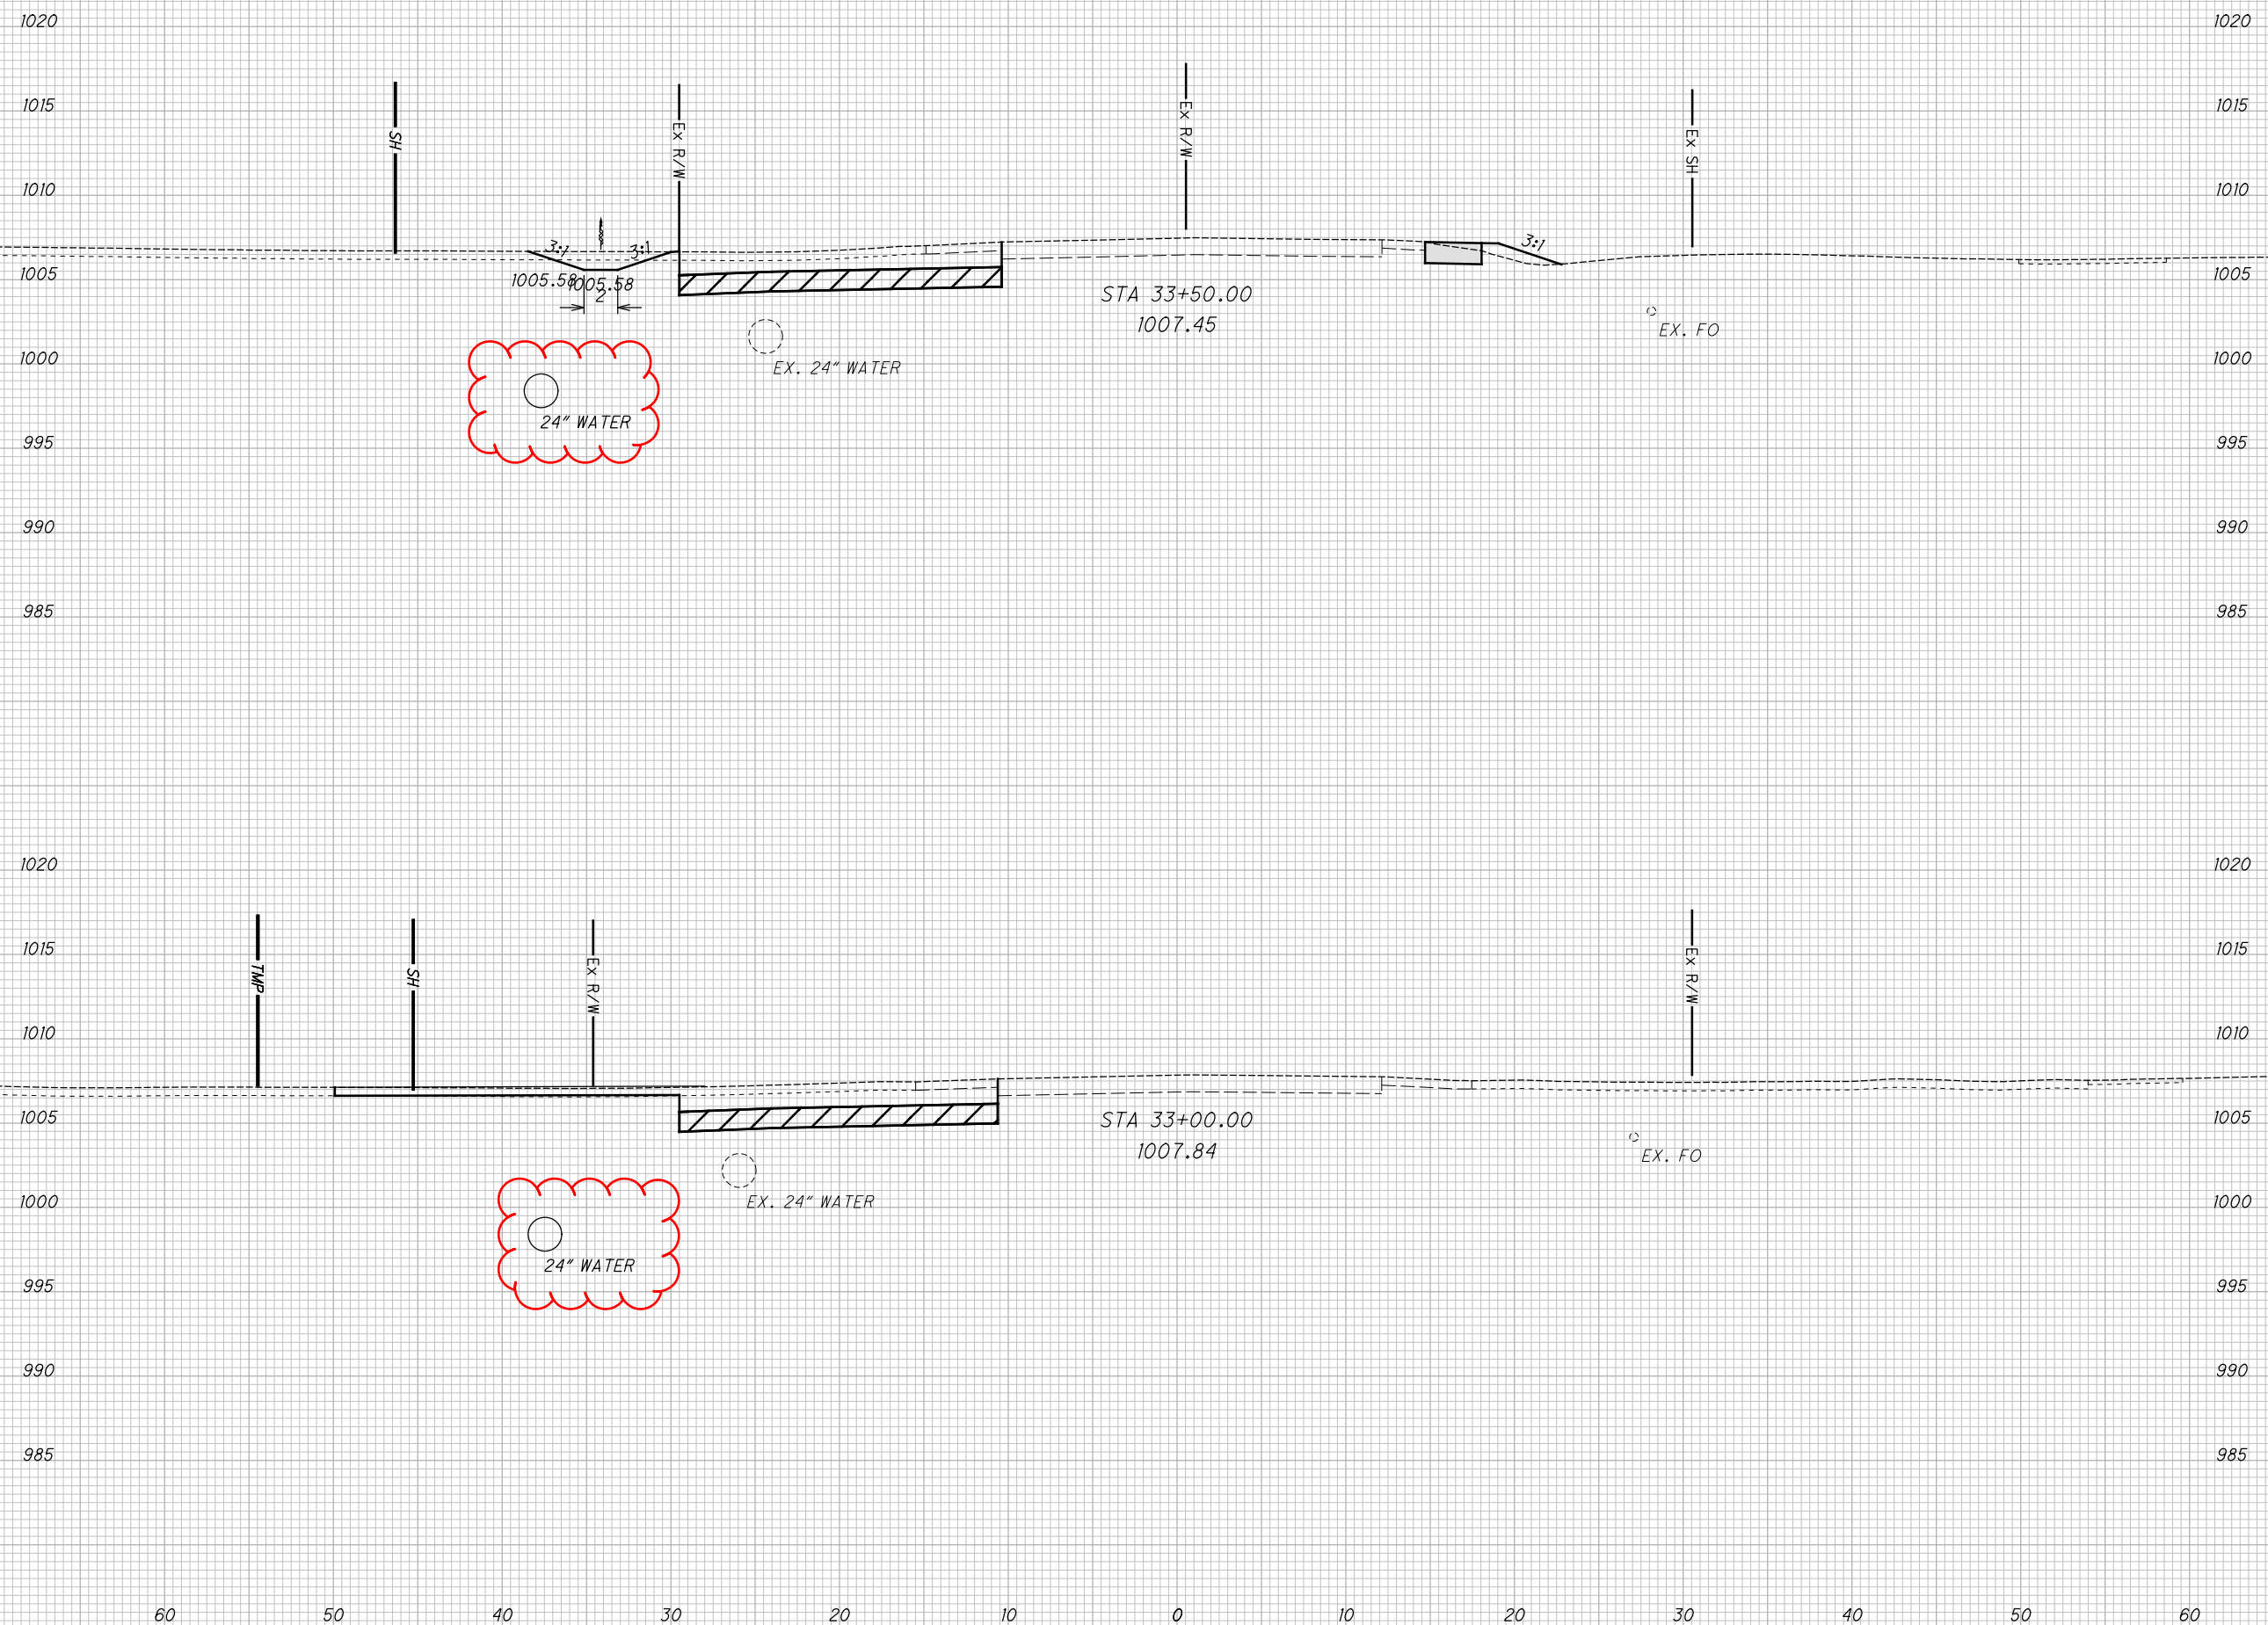 1020 1020
1015 1015
SH Ex R/W Ex R/W Ex SH
1010 1010
3:1 3:1 3:1
1005 1005.58 1005.58 1005
2 STA 33+50.00
1007.45 EX. FO
1000 EX. 24" WATER 1000
24" WATER
995 995
990 990
985 985
1020 1020
1015 1015
TMP SH Ex R/W Ex R/W
1010 1010
1005 STA 33+00.00 1005
1007.84 EX. FO
1000 EX. 24" WATER 1000
24" WATER
995 995
990 990
985 985
60 50 40 30 20 10 0 10 20 30 40 50 60